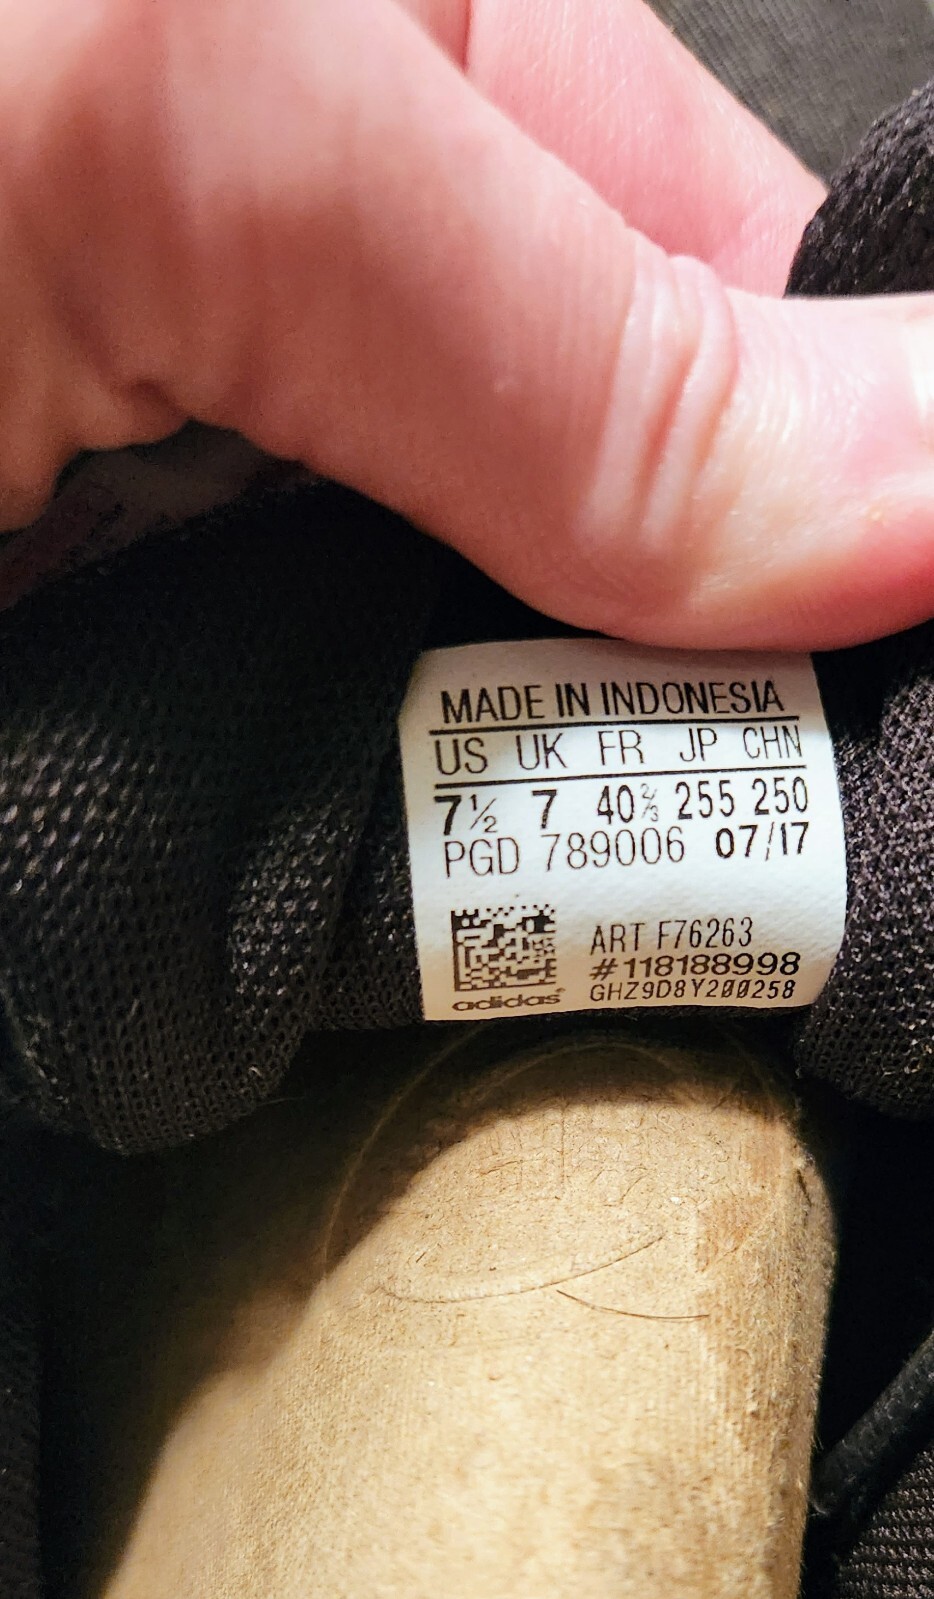 MADE IN INDONESIA
US UK FR JP CHN
7½ 7 40⅔ 255 250
PGD 789006 07/17
ART F76263
#118188998
adidas® GHZ9D8Y200258